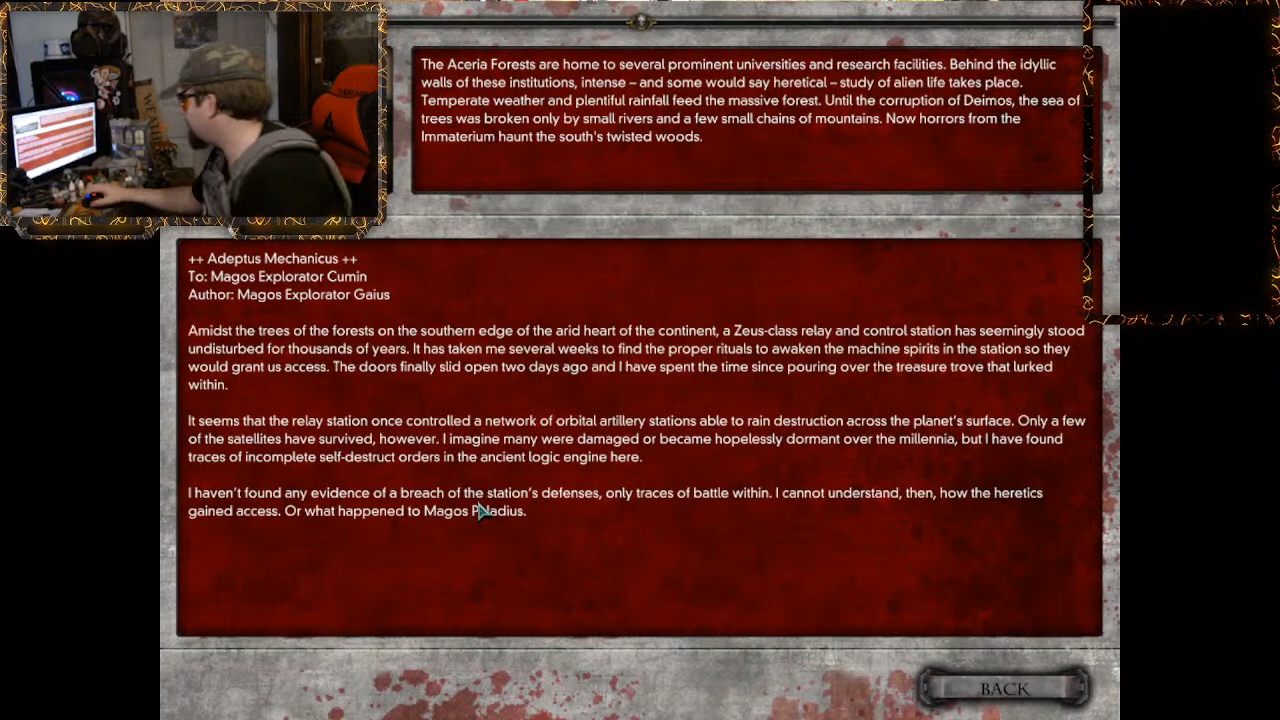 The Aceria Forests are home to several prominent universities and research facilities. Behind the idyllic
walls of these institutions, intense – and some would say heretical – study of alien life takes place.
Temperate weather and plentiful rainfall feed the massive forest. Until the corruption of Deimos, the sea of
trees was broken only by small rivers and a few small chains of mountains. Now horrors from the
Immaterium haunt the south's twisted woods.
++ Adeptus Mechanicus ++
To: Magos Explorator Cumin
Author: Magos Explorator Gaius
Amidst the trees of the forests on the southern edge of the arid heart of the continent, a Zeus-class relay and control station has seemingly stood
undisturbed for thousands of years. It has taken me several weeks to find the proper rituals to awaken the machine spirits in the station so they
would grant us access. The doors finally slid open two days ago and I have spent the time since pouring over the treasure trove that lurked
within.
It seems that the relay station once controlled a network of orbital artillery stations able to rain destruction across the planet's surface. Only a few
of the satellites have survived, however. I imagine many were damaged or became hopelessly dormant over the millennia, but I have found
traces of incomplete self-destruct orders in the ancient logic engine here.
I haven't found any evidence of a breach of the station's defenses, only traces of battle within. I cannot understand, then, how the heretics
gained access. Or what happened to Magos
BACK